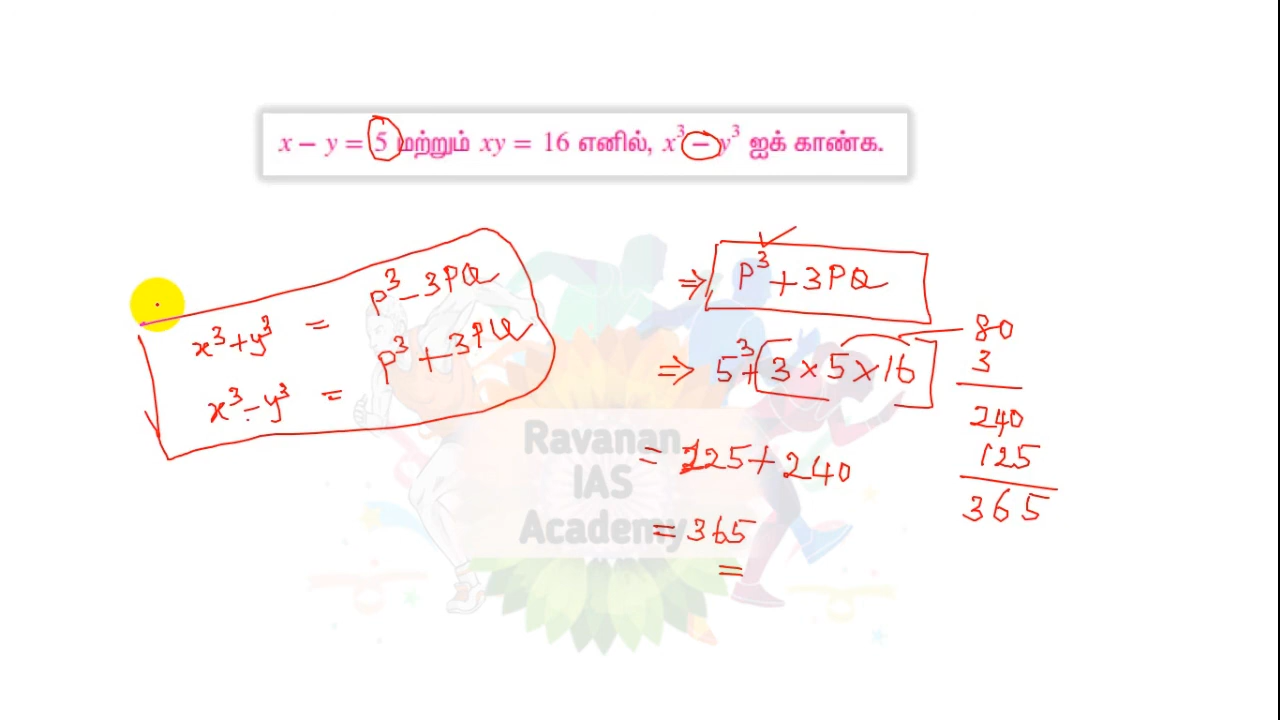 x − y = 5 மற்றும் xy = 16 எனில், x³ − y³ ஐக் காண்க.
x³+y³ = P³−3PQ
x³−y³ = P³+3PQ
⇒ P³+3PQ
⇒ 5³+3×5×16
= 125+240
= 365
=
80
3
240
125
365
Ravanan
IAS
Academy